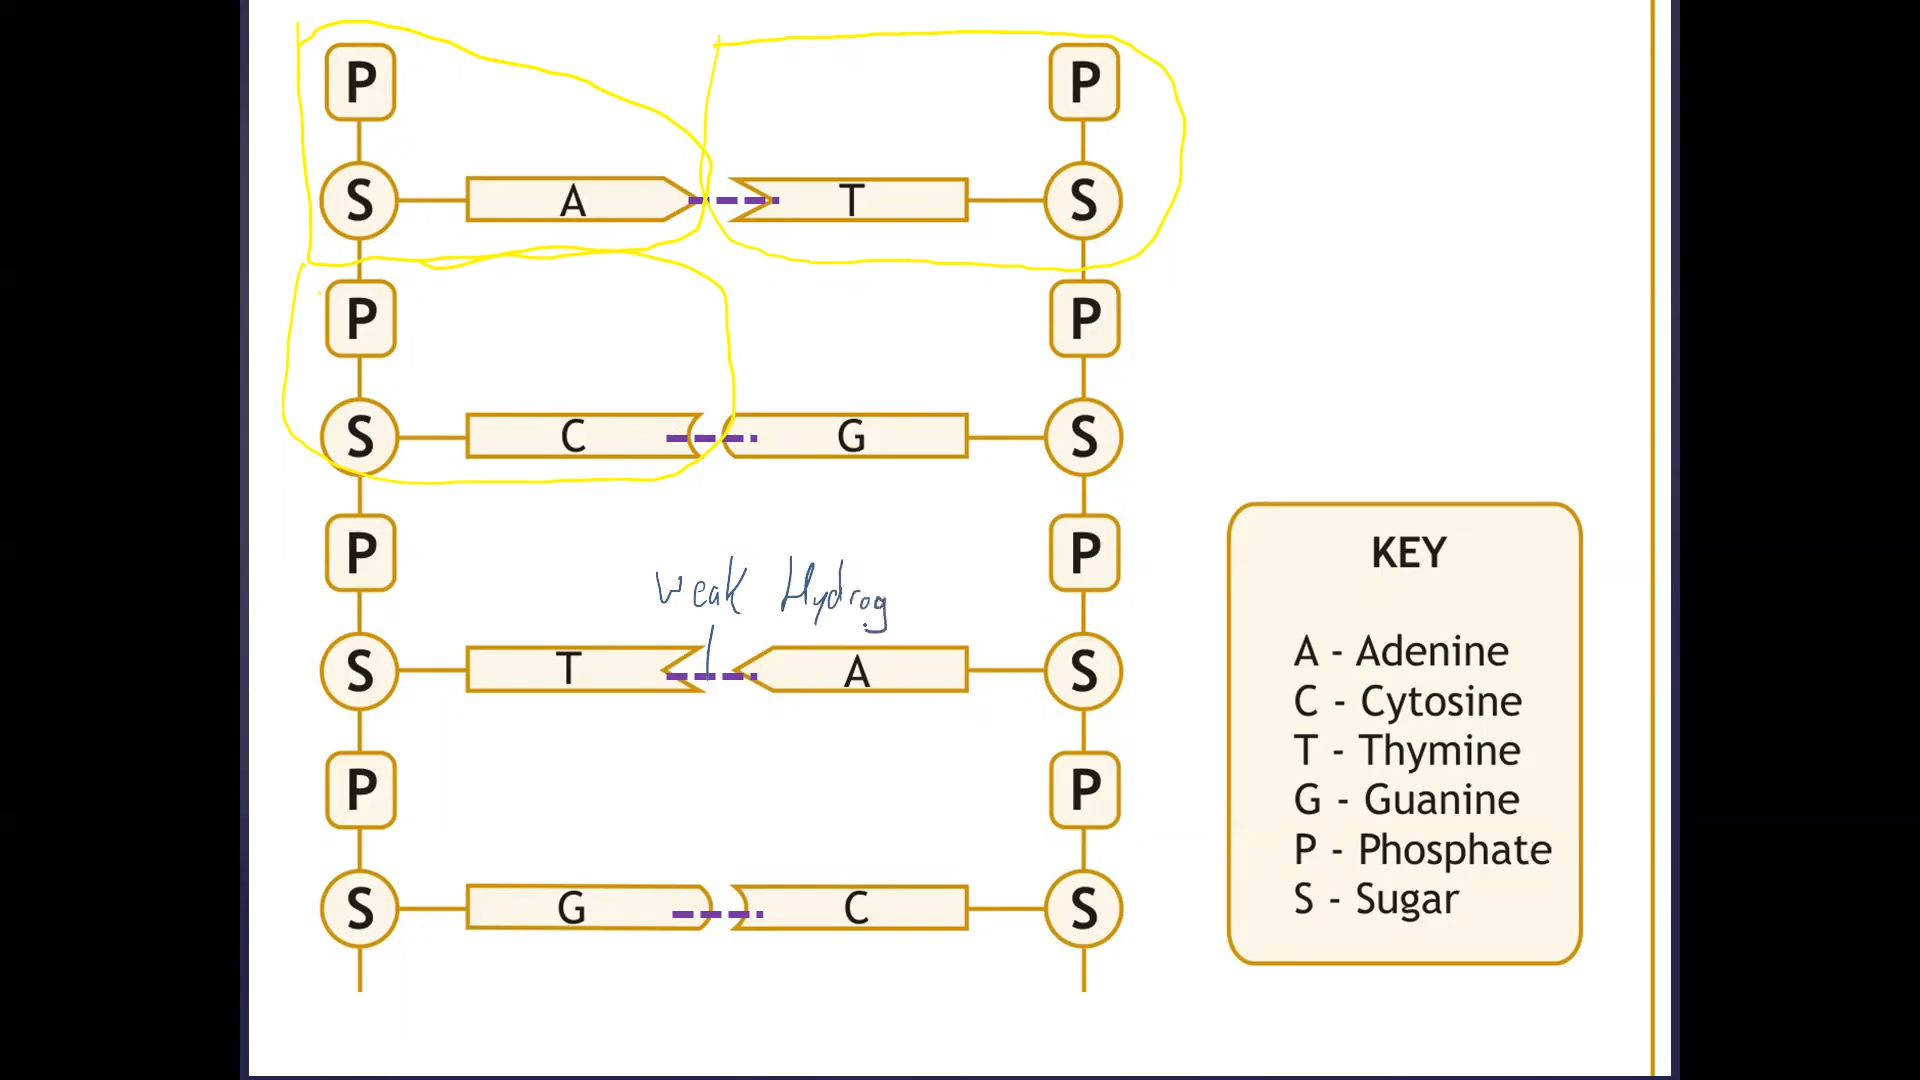 P P
S A T S
P P
S C G S
P P
weak Hydrog
S T A S
P P
S G C S
KEY
A - Adenine
C - Cytosine
T - Thymine
G - Guanine
P - Phosphate
S - Sugar